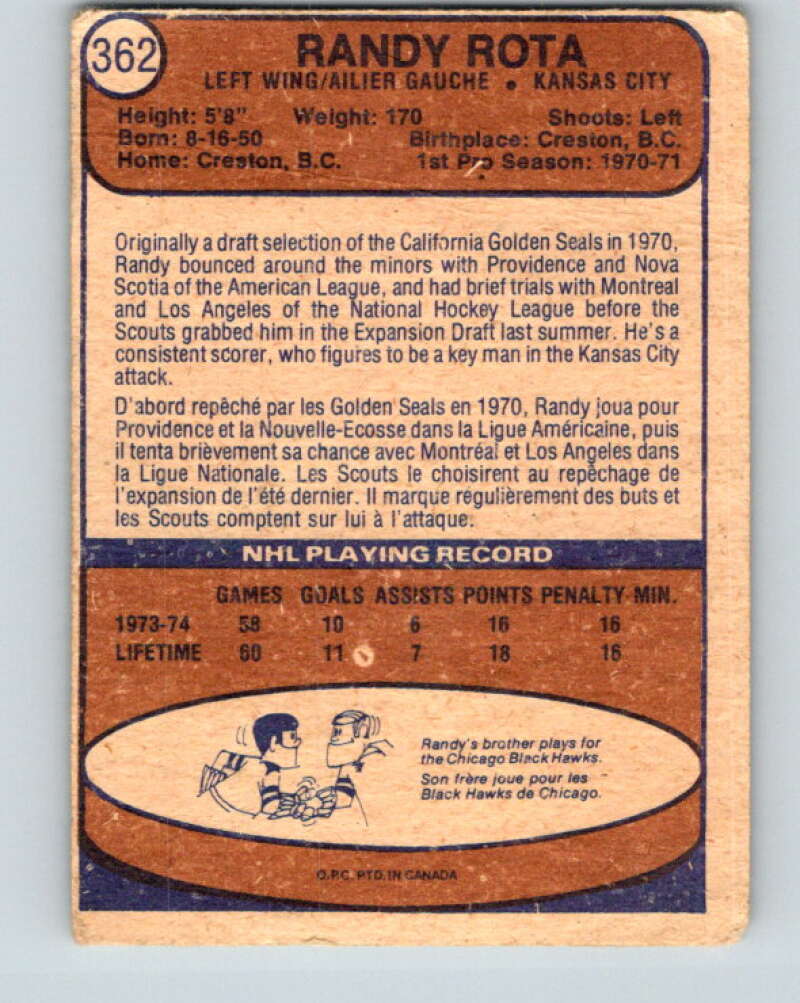 362
RANDY ROTA
LEFT WING/AILIER GAUCHE • KANSAS CITY
Height: 5'8" Weight: 170 Shoots: Left
Born: 8-16-50 Birthplace: Creston, B.C.
Home: Creston, B.C. 1st Pro Season: 1970-71
Originally a draft selection of the California Golden Seals in 1970,
Randy bounced around the minors with Providence and Nova
Scotia of the American League, and had brief trials with Montreal
and Los Angeles of the National Hockey League before the
Scouts grabbed him in the Expansion Draft last summer. He's a
consistent scorer, who figures to be a key man in the Kansas City
attack.
D'abord repêché par les Golden Seals en 1970, Randy joua pour
Providence et la Nouvelle-Ecosse dans la Ligue Américaine, puis
il tenta brièvement sa chance avec Montréal et Los Angeles dans
la Ligue Nationale. Les Scouts le choisirent au repêchage de
l'expansion de l'été dernier. Il marque régulièrement des buts et
les Scouts comptent sur lui à l'attaque.
NHL PLAYING RECORD
GAMES GOALS ASSISTS POINTS PENALTY MIN.
1973-74 58 10 6 16 16
LIFETIME 60 11 7 18 16
Randy's brother plays for
the Chicago Black Hawks.
Son frère joue pour les
Black Hawks de Chicago.
O.P.C. PTD. IN CANADA